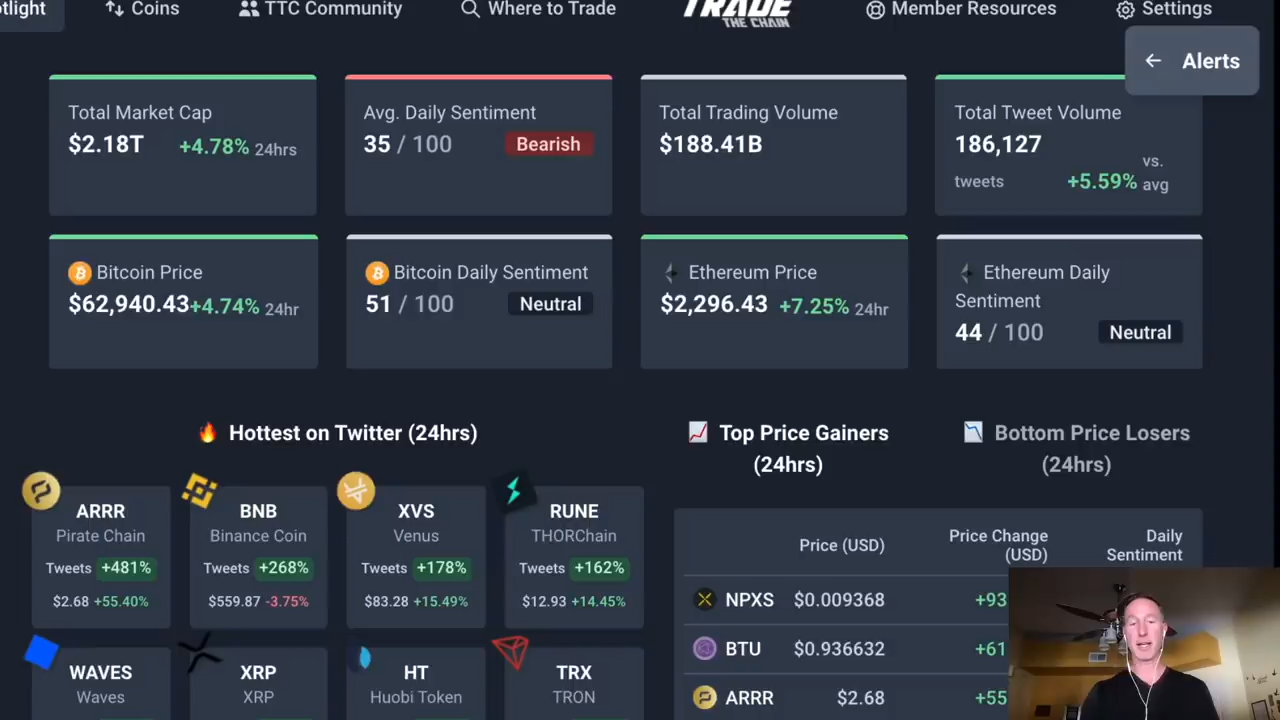 otlight
Coins
TTC Community
Where to Trade
TRADE
THE CHAIN
Member Resources
Settings
← Alerts
Total Market Cap
$2.18T +4.78% 24hrs
Avg. Daily Sentiment
35 / 100 Bearish
Total Trading Volume
$188.41B
Total Tweet Volume
186,127
tweets +5.59% vs. avg
Bitcoin Price
$62,940.43 +4.74% 24hr
Bitcoin Daily Sentiment
51 / 100 Neutral
Ethereum Price
$2,296.43 +7.25% 24hr
Ethereum Daily
Sentiment
44 / 100 Neutral
Hottest on Twitter (24hrs)
ARRR
Pirate Chain
Tweets +481%
$2.68 +55.40%
BNB
Binance Coin
Tweets +268%
$559.87 -3.75%
XVS
Venus
Tweets +178%
$83.28 +15.49%
RUNE
THORChain
Tweets +162%
$12.93 +14.45%
WAVES
Waves
XRP
XRP
HT
Huobi Token
TRX
TRON
Top Price Gainers
(24hrs)
Bottom Price Losers
(24hrs)
Price (USD)
Price Change
(USD)
Daily
Sentiment
NPXS $0.009368 +93
BTU $0.936632 +61
ARRR $2.68 +55